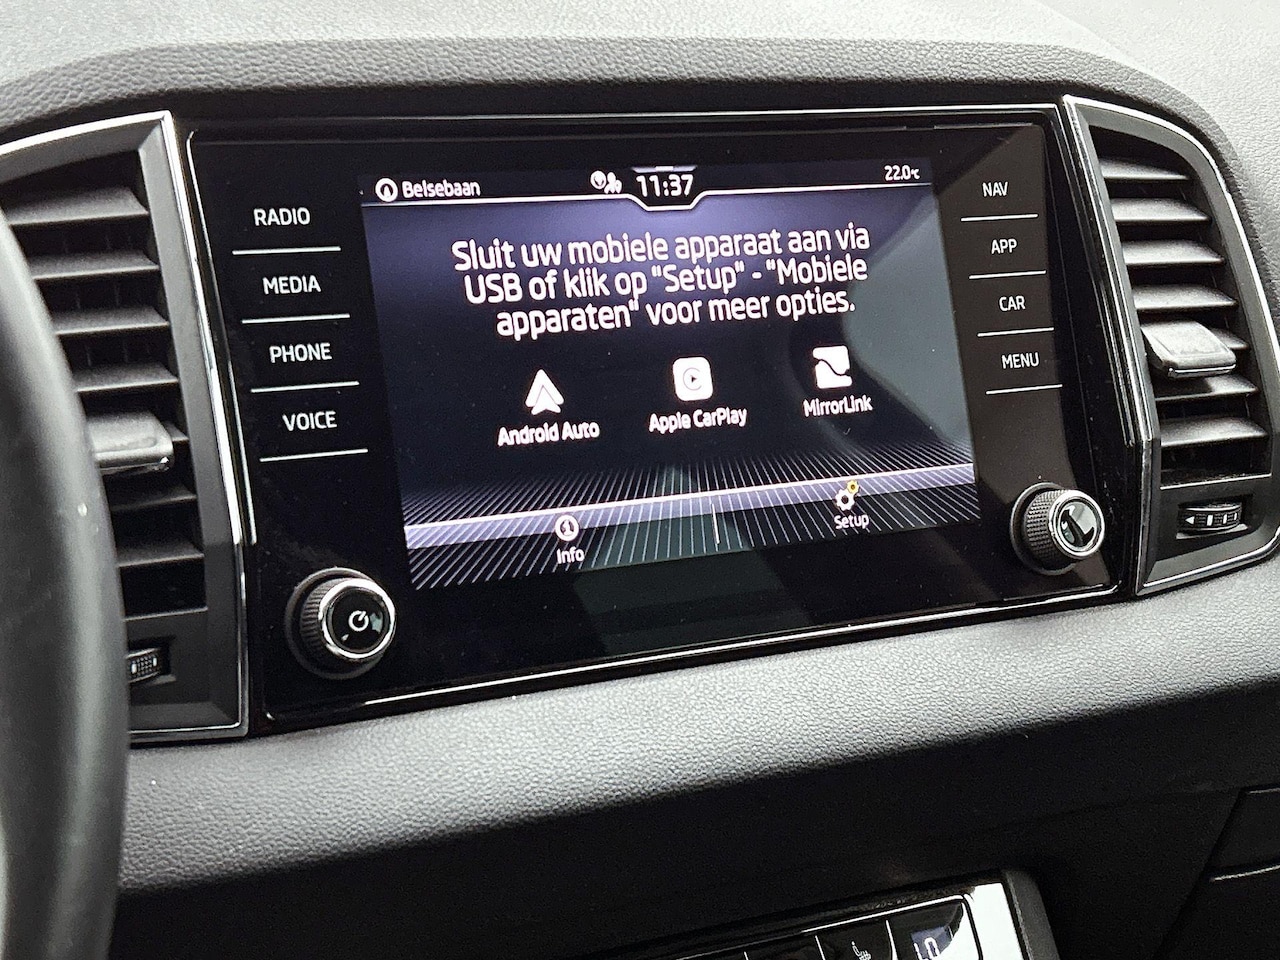 Belsebaan
11:37
22.0°C
RADIO
MEDIA
PHONE
VOICE
Sluit uw mobiele apparaat aan via
USB of klik op "Setup" - "Mobiele
apparaten" voor meer opties.
Android Auto
Apple CarPlay
MirrorLink
Info
Setup
NAV
APP
CAR
MENU